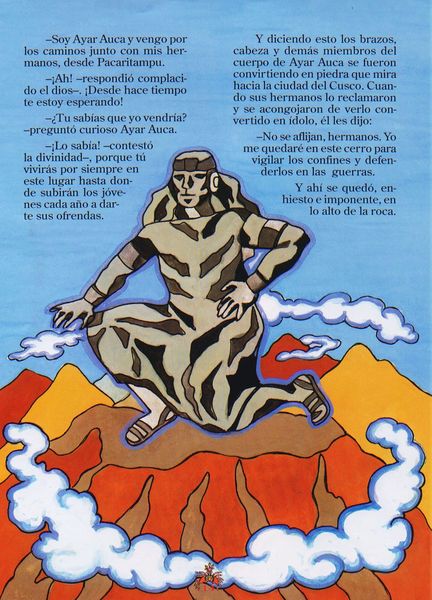 –Soy Ayar Auca y vengo por
los caminos junto con mis her-
manos, desde Pacaritampu.
–¡Ah! –respondió complaci-
do el dios–. ¡Desde hace tiempo
te estoy esperando!
–¿Tu sabías que yo vendría?
–preguntó curioso Ayar Auca.
–¡Lo sabía! –contestó
la divinidad–, porque tú
vivirás por siempre en
este lugar hasta don-
de subirán los jóve-
nes cada año a dar-
te sus ofrendas.
Y diciendo esto los brazos,
cabeza y demás miembros del
cuerpo de Ayar Auca se fueron
convirtiendo en piedra que mira
hacia la ciudad del Cusco. Cuan-
do sus hermanos lo reclamaron
y se acongojaron de verlo con-
vertido en ídolo, él les dijo:
–No se aflijan, hermanos. Yo
me quedaré en este cerro para
vigilar los confines y defen-
derlos en las guerras.
Y ahí se quedó, en-
hiesto e imponente, en
lo alto de la roca.